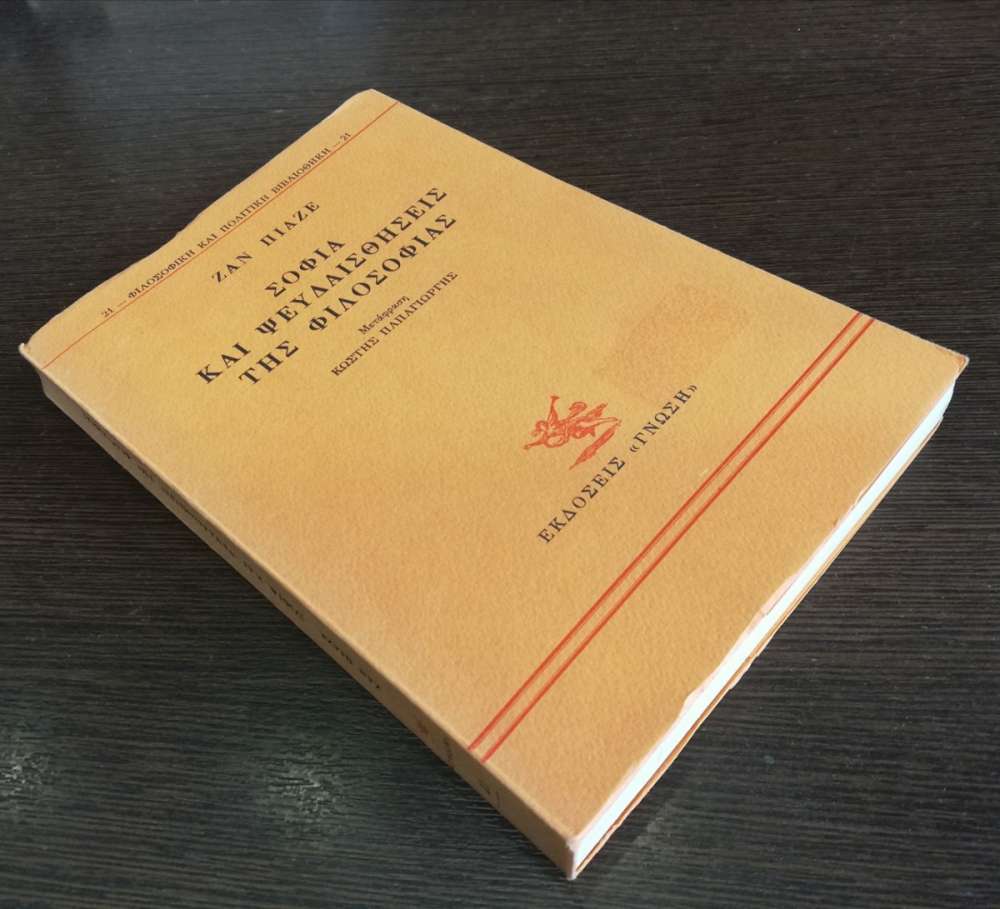 21 — ΦΙΛΟΣΟΦΙΚΗ ΚΑΙ ΠΟΛΙΤΙΚΗ ΒΙΒΛΙΟΘΗΚΗ — 21
ΖΑΝ ΠΙΑΖΕ
ΣΟΦΙΑ
ΚΑΙ ΨΕΥΔΑΙΣΘΗΣΕΙΣ
ΤΗΣ ΦΙΛΟΣΟΦΙΑΣ
Μετάφραση
ΚΩΣΤΗΣ ΠΑΠΑΓΙΩΡΓΗΣ
ΕΚΔΟΣΕΙΣ «ΓΝΩΣΗ»